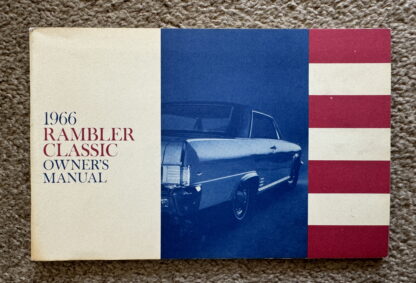 1966
RAMBLER
CLASSIC
OWNER'S
MANUAL